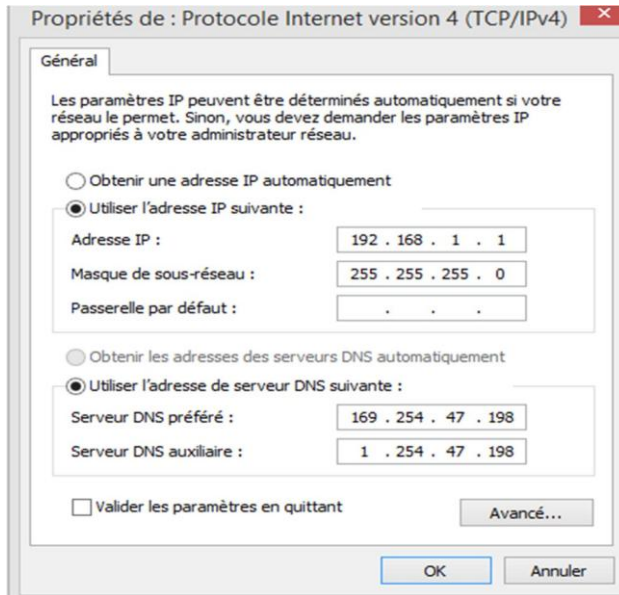 Propriétés de : Protocole Internet version 4 (TCP/IPv4)
Général
Les paramètres IP peuvent être déterminés automatiquement si votre
réseau le permet. Sinon, vous devez demander les paramètres IP
appropriés à votre administrateur réseau.
Obtenir une adresse IP automatiquement
Utiliser l'adresse IP suivante :
Adresse IP : 192 . 168 . 1 . 1
Masque de sous-réseau : 255 . 255 . 255 . 0
Passerelle par défaut : . . .
Obtenir les adresses des serveurs DNS automatiquement
Utiliser l'adresse de serveur DNS suivante :
Serveur DNS préféré : 169 . 254 . 47 . 198
Serveur DNS auxiliaire : 1 . 254 . 47 . 198
Valider les paramètres en quittant
Avancé...
OK Annuler